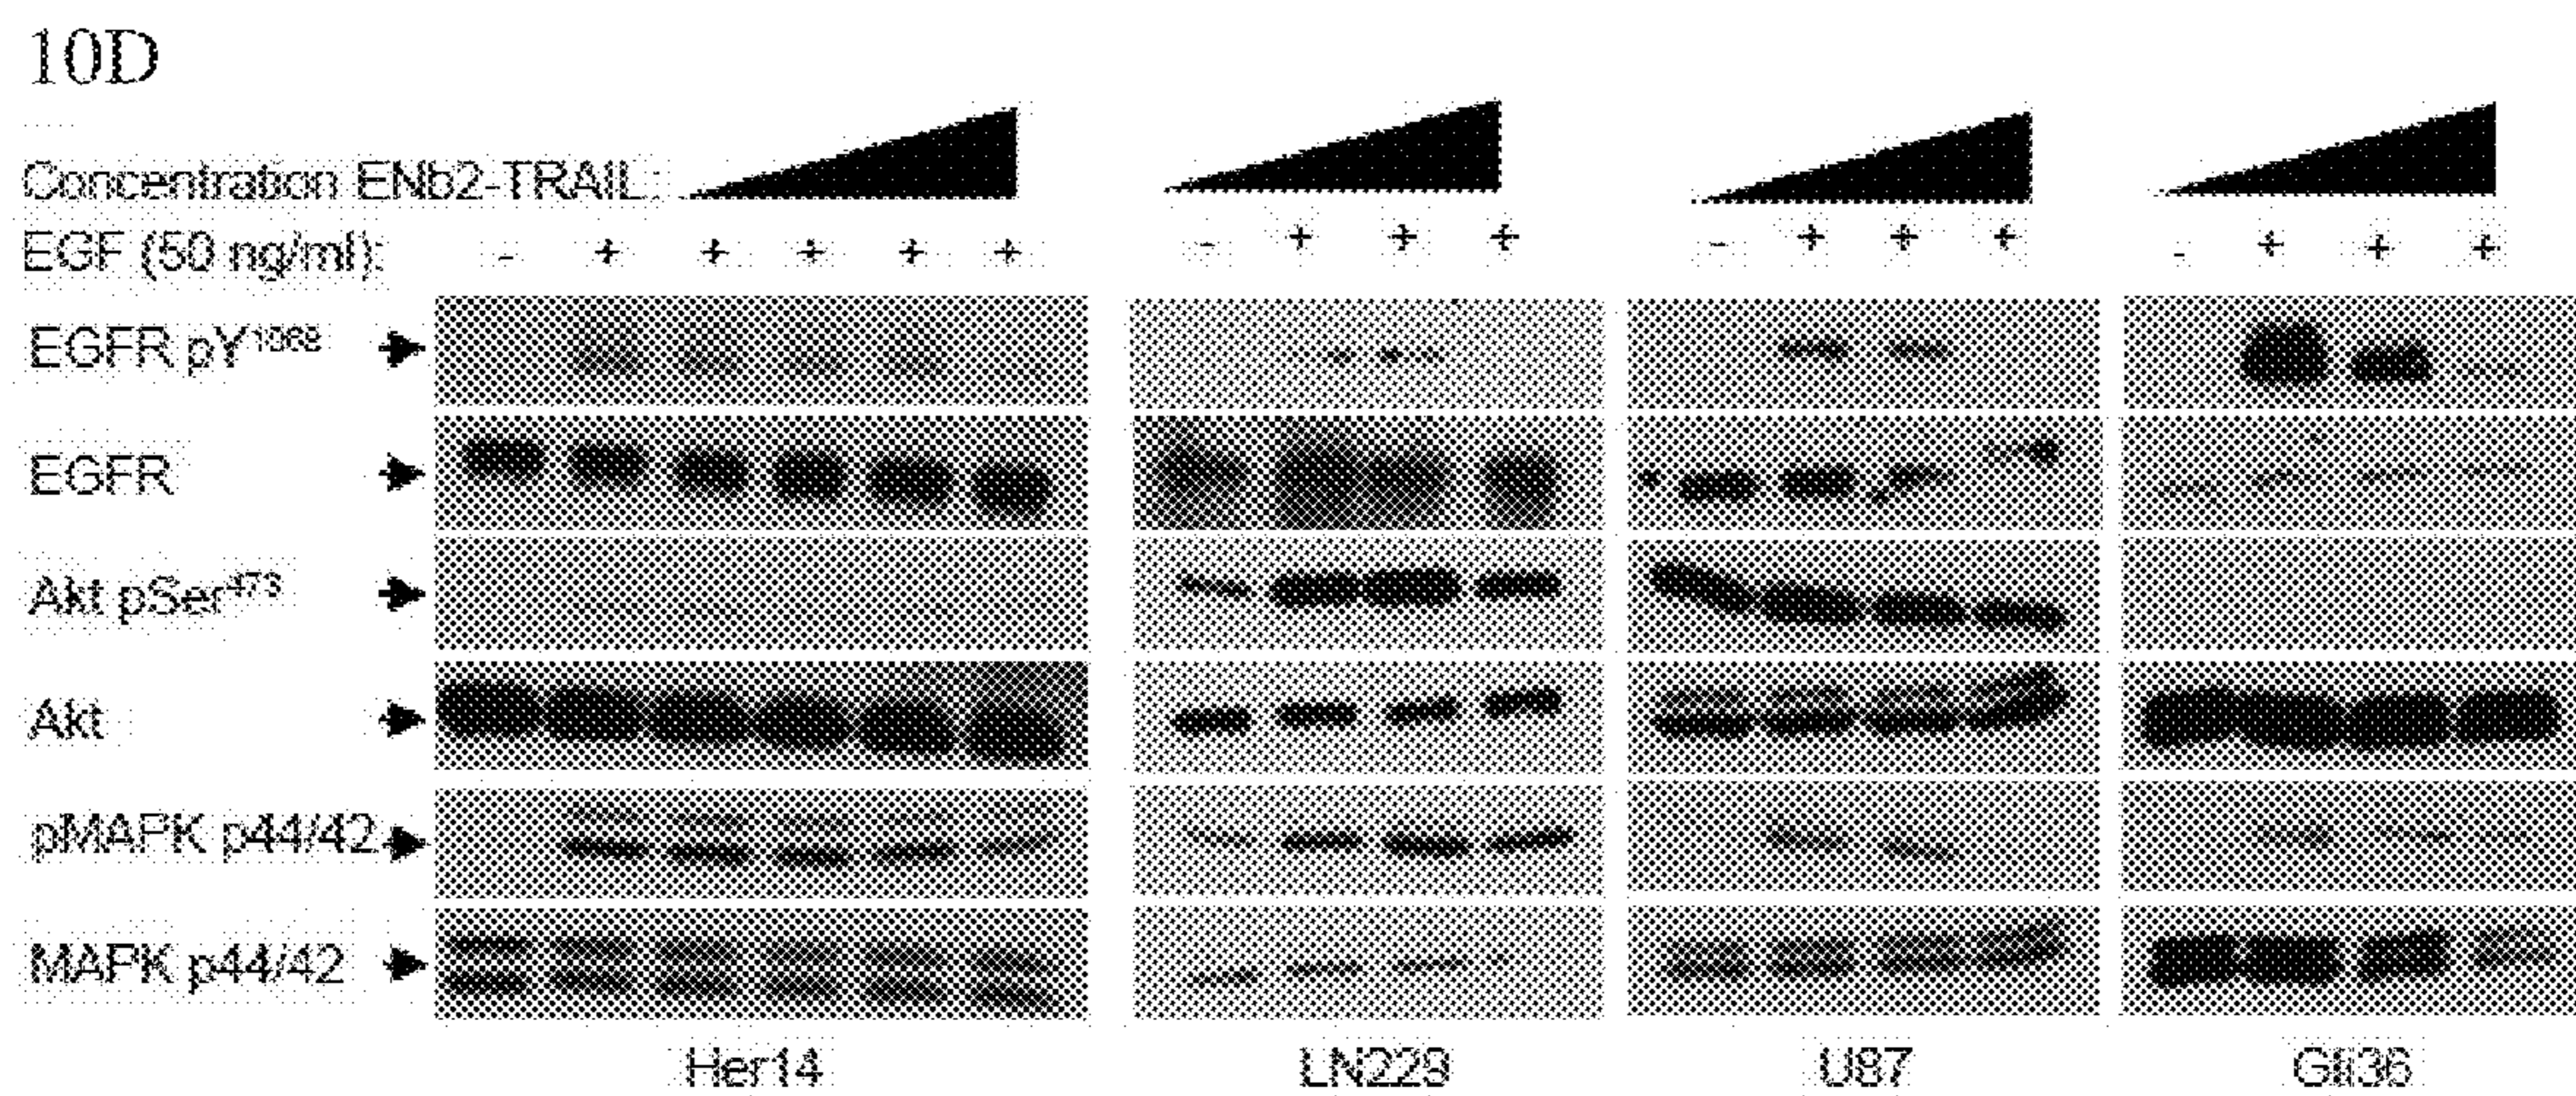 10D
Concentration ENb2-TRAIL:
EGF (50 ng/ml): - + + + + + - + + + - + + + - + + +
EGFR pY1068
EGFR
Akt pSer473
Akt
pMAPK p44/42
MAPK p44/42
Her14 LN229 U87 Gli36